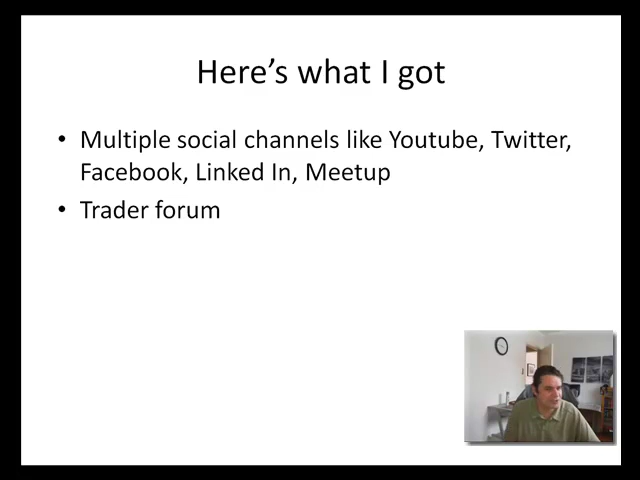 Here's what I got
• Multiple social channels like Youtube, Twitter,
Facebook, Linked In, Meetup
• Trader forum